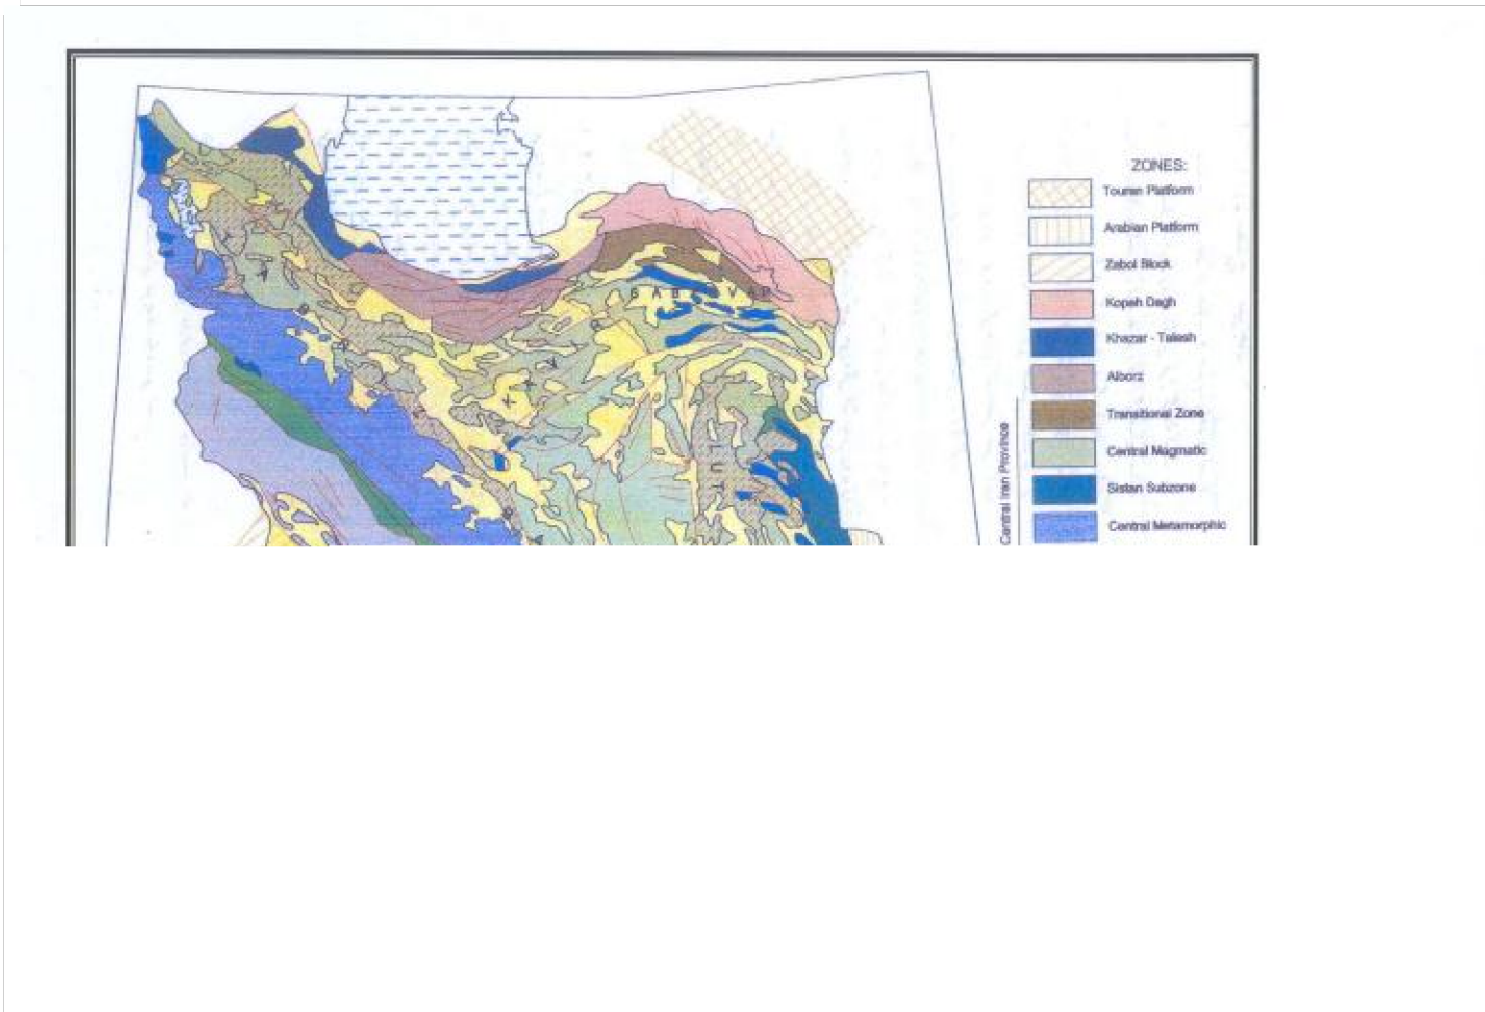 ZONES:
Touran Platform
Arabian Platform
Zabol Block
Kopeh Dagh
Khazar - Talesh
Alborz
Transitional Zone
Central Magmatic
Sistan Subzone
Central Metamorphic
Central Iran Province
LUT